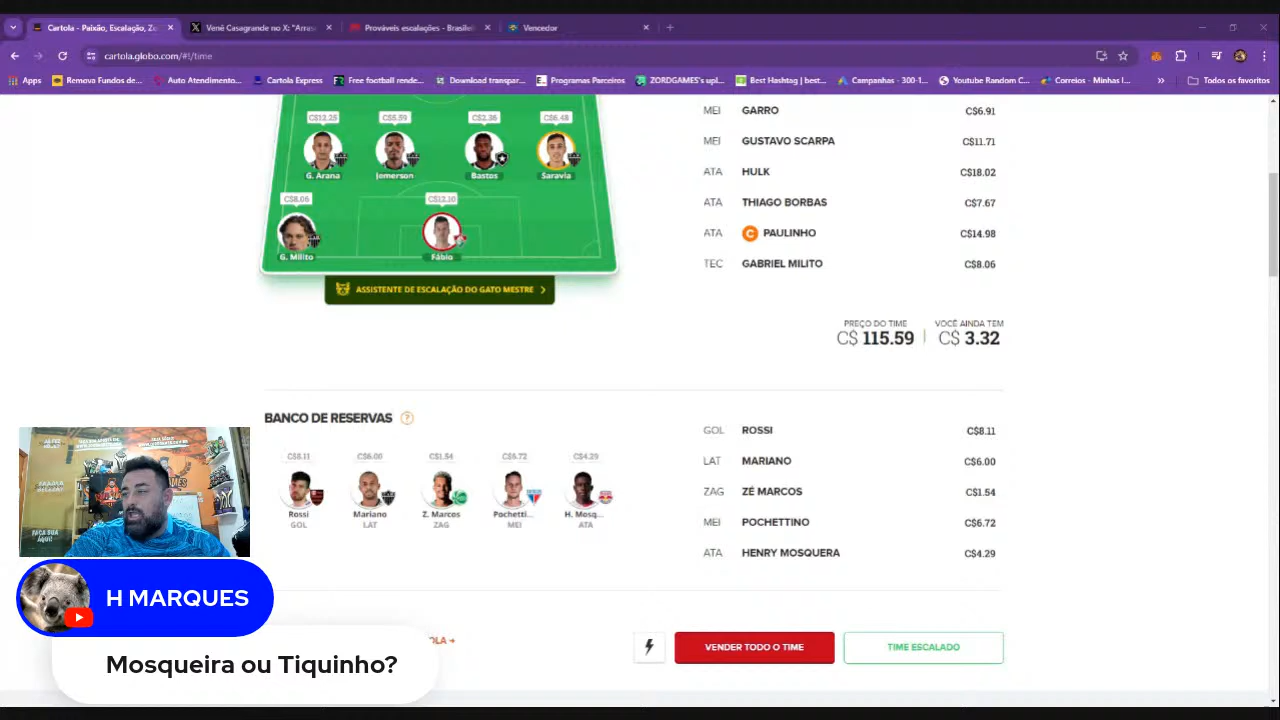 Cartola - Paixão, Escalação, Zo
Venê Casagrande no X: "Arras
Prováveis escalações - Brasileir
Vencedor
cartola.globo.com/#!/time
Apps
Remova Fundos de...
Auto Atendimento...
Cartola Express
Free football rende...
Download transpar...
Programas Parceiros
ZORDGAMES's upl...
Best Hashtag | best...
Campanhas - 300-1...
Youtube Random C...
Correios - Minhas I...
»
Todos os favoritos
C$12.25
C$5.59
C$2.36
C$6.48
G. Arana
Jemerson
Bastos
Saravia
C$8.06
C$12.10
G. Milito
Fábio
ASSISTENTE DE ESCALAÇÃO DO GATO MESTRE >
MEI GARRO C$6.91
MEI GUSTAVO SCARPA C$11.71
ATA HULK C$18.02
ATA THIAGO BORBAS C$7.67
ATA C PAULINHO C$14.98
TEC GABRIEL MILITO C$8.06
PREÇO DO TIME
C$ 115.59
VOCÊ AINDA TEM
C$ 3.32
BANCO DE RESERVAS ?
C$8.11
C$6.00
C$1.54
C$6.72
C$4.29
Rossi
Mariano
Z. Marcos
Pochetti...
H. Mosq...
GOL
LAT
ZAG
MEI
ATA
GOL ROSSI C$8.11
LAT MARIANO C$6.00
ZAG ZÉ MARCOS C$1.54
MEI POCHETTINO C$6.72
ATA HENRY MOSQUERA C$4.29
OLA →
VENDER TODO O TIME
TIME ESCALADO
H MARQUES
Mosqueira ou Tiquinho?